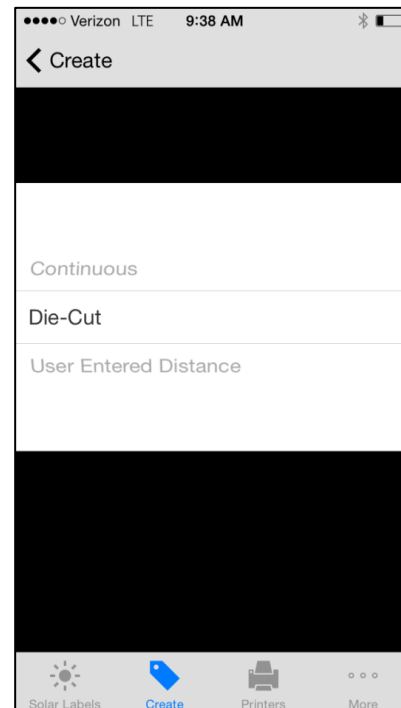 Verizon LTE 9:38 AM
Create
Continuous
Die-Cut
User Entered Distance
Solar Labels Create Printers More